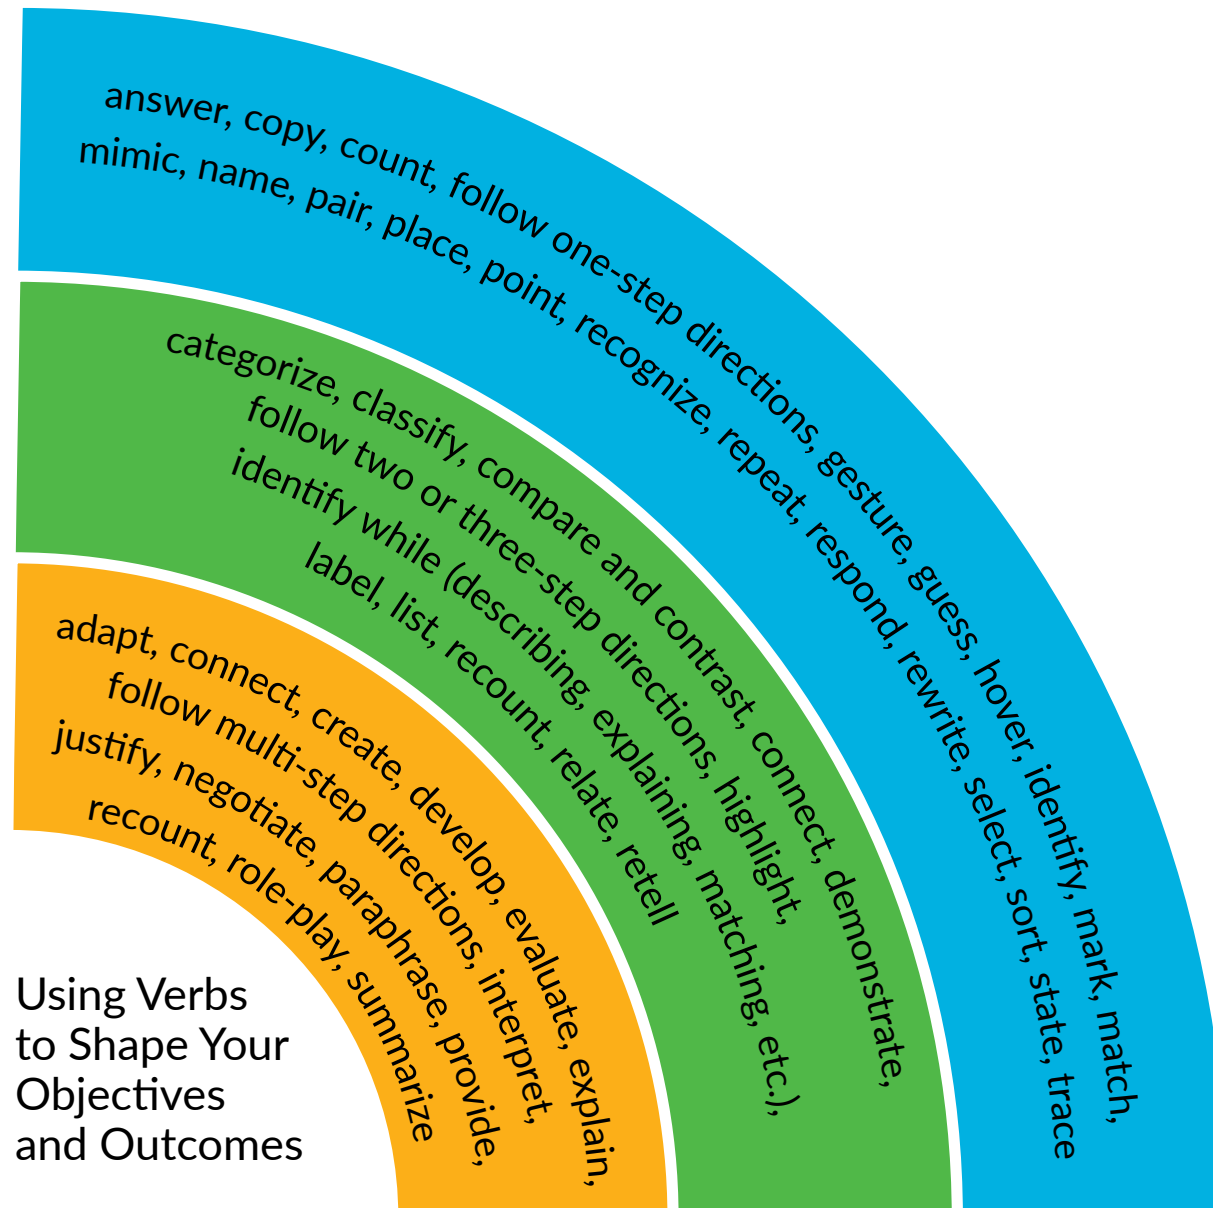 answer, copy, count, follow one-step directions, gesture, guess, hover, identify, mark, match,
mimic, name, pair, place, point, recognize, repeat, respond, rewrite, select, sort, state, trace
categorize, classify, compare and contrast, connect, demonstrate,
follow two or three-step directions, highlight,
identify while (describing, explaining, matching, etc.),
label, list, recount, relate, retell
adapt, connect, create, develop, evaluate, explain,
follow multi-step directions, interpret,
justify, negotiate, paraphrase, provide,
recount, role-play, summarize
Using Verbs
to Shape Your
Objectives
and Outcomes